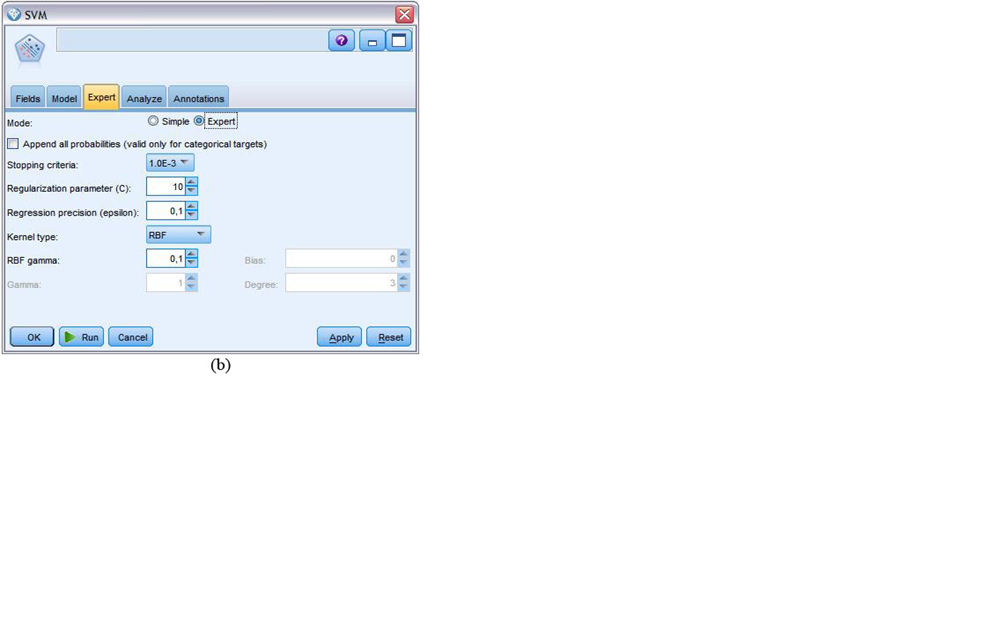 SVM
?
Fields Model Expert Analyze Annotations
Mode: Simple Expert
Append all probabilities (valid only for categorical targets)
Stopping criteria: 1.0E-3
Regularization parameter (C): 10
Regression precision (epsilon): 0,1
Kernel type: RBF
RBF gamma: 0,1 Bias: 0
Gamma: 1 Degree: 3
OK Run Cancel Apply Reset
(b)